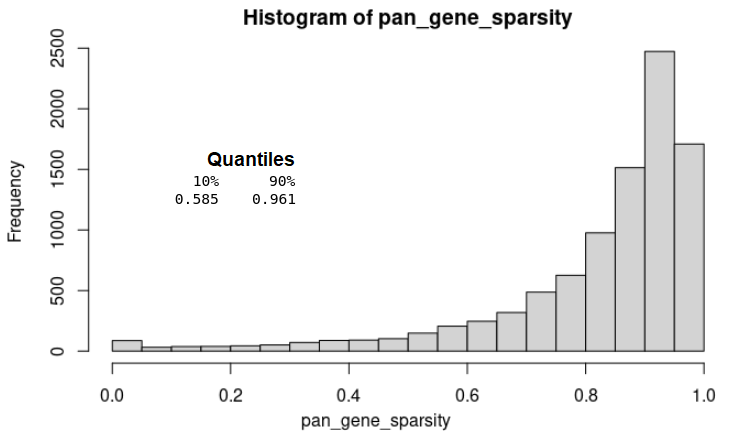 Histogram of pan_gene_sparsity
Frequency
2500
2000
1500
1000
500
0
Quantiles
10% 90%
0.585 0.961
0.0 0.2 0.4 0.6 0.8 1.0
pan_gene_sparsity